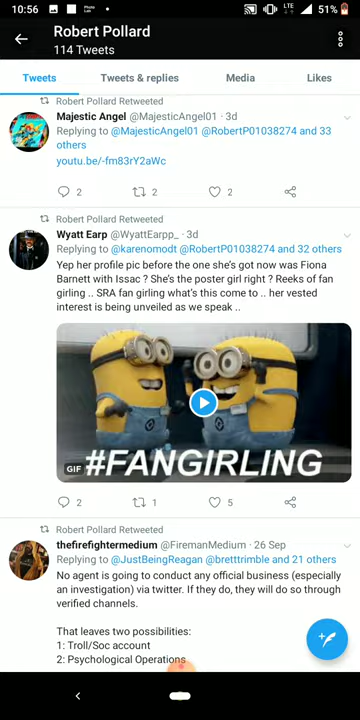 10:56
LTE
51%
Robert Pollard
114 Tweets
Tweets
Tweets & replies
Media
Likes
Robert Pollard Retweeted
Majestic Angel @MajesticAngel01 · 3d
Replying to @MajesticAngel01 @RobertP01038274 and 33
others
youtu.be/-fm83rY2aWc
2
2
2
Robert Pollard Retweeted
Wyatt Earp @WyattEarpp_ · 3d
Replying to @karenomodt @RobertP01038274 and 32 others
Yep her profile pic before the one she's got now was Fiona
Barnett with Issac ? She's the poster girl right ? Reeks of fan
girling .. SRA fan girling what's this come to .. her vested
interest is being unveiled as we speak ..
GIF
#FANGIRLING
2
1
5
Robert Pollard Retweeted
thefirefightermedium @FiremanMedium · 26 Sep
Replying to @JustBeingReagan @bretttrimble and 21 others
No agent is going to conduct any official business (especially
an investigation) via twitter. If they do, they will do so through
verified channels.
That leaves two possibilities:
1: Troll/Soc account
2: Psychological Operations